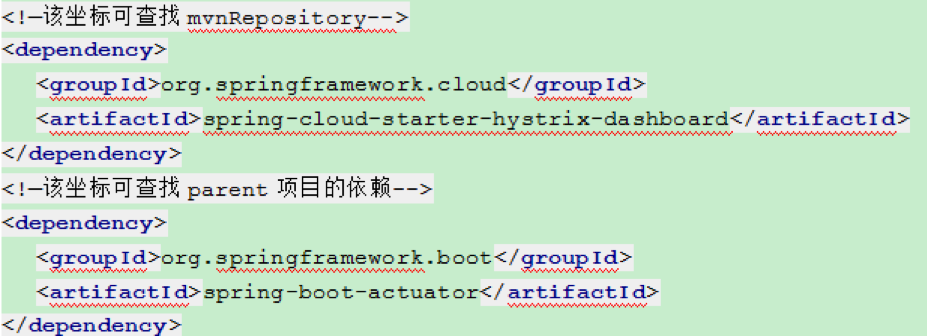 <!—该坐标可查找 mvnRepository-->
<dependency>
<groupId>org.springframework.cloud</groupId>
<artifactId>spring-cloud-starter-hystrix-dashboard</artifactId>
</dependency>
<!—该坐标可查找 parent 项目的依赖-->
<dependency>
<groupId>org.springframework.boot</groupId>
<artifactId>spring-boot-actuator</artifactId>
</dependency>